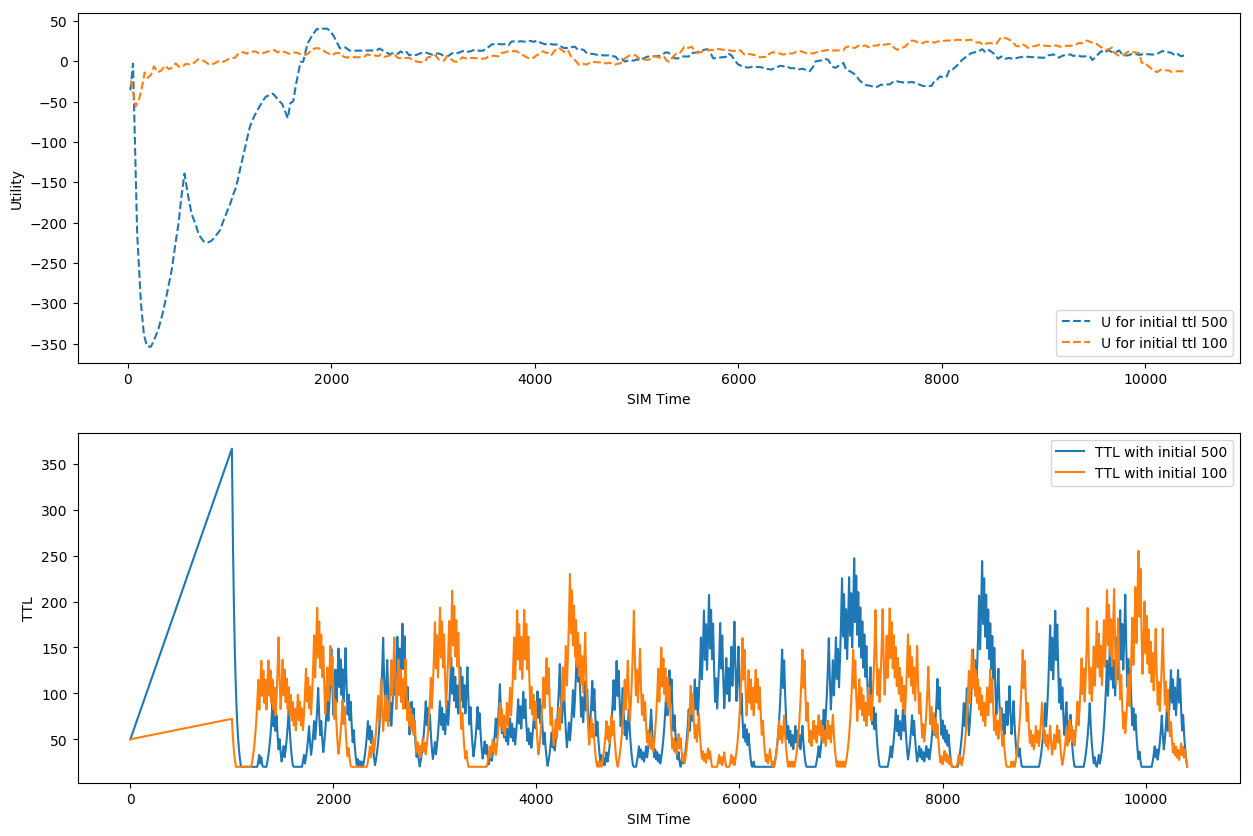 50
0
−50
−100
−150
−200
−250
−300
−350
Utility
0 2000 4000 6000 8000 10000
SIM Time
U for initial ttl 500
U for initial ttl 100
350
300
250
200
150
100
50
TTL
0 2000 4000 6000 8000 10000
SIM Time
TTL with initial 500
TTL with initial 100